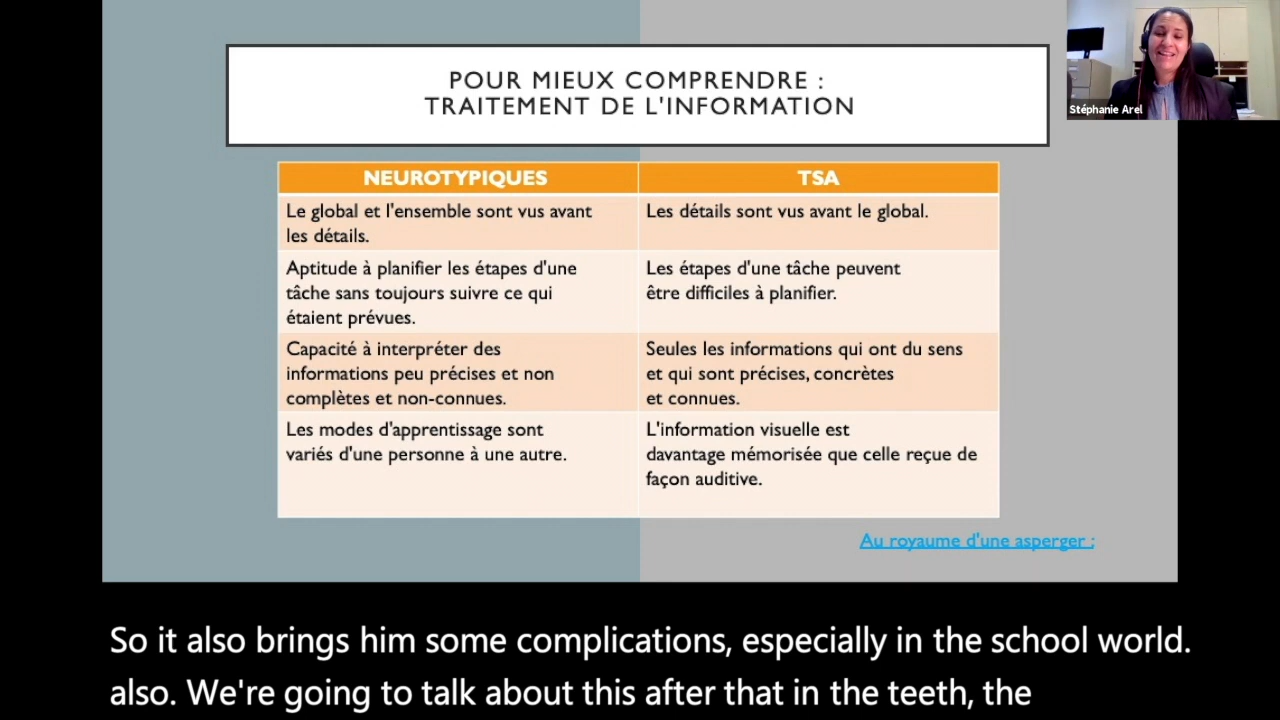 POUR MIEUX COMPRENDRE :
TRAITEMENT DE L'INFORMATION
Stéphanie Arel
NEUROTYPIQUES
TSA
Le global et l'ensemble sont vus avant
les détails.
Les détails sont vus avant le global.
Aptitude à planifier les étapes d'une
tâche sans toujours suivre ce qui
étaient prévues.
Les étapes d'une tâche peuvent
être difficiles à planifier.
Capacité à interpréter des
informations peu précises et non
complètes et non-connues.
Seules les informations qui ont du sens
et qui sont précises, concrètes
et connues.
Les modes d'apprentissage sont
variés d'une personne à une autre.
L'information visuelle est
davantage mémorisée que celle reçue de
façon auditive.
Au royaume d'une asperger :
So it also brings him some complications, especially in the school world.
also. We're going to talk about this after that in the teeth, the